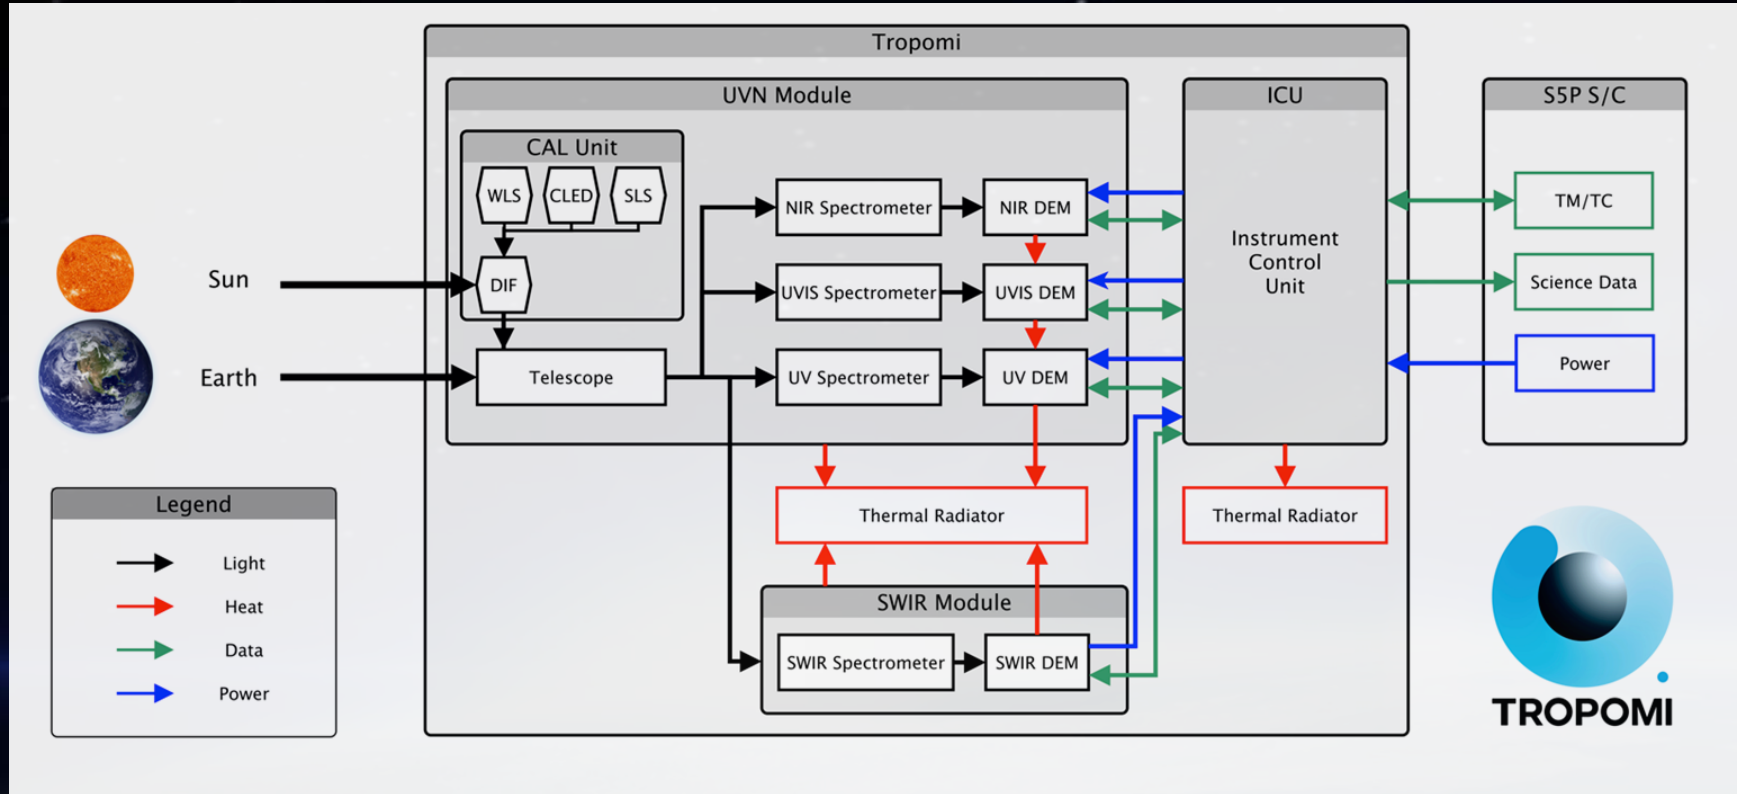 Tropomi
UVN Module
ICU
S5P S/C
CAL Unit
WLS
CLED
SLS
DIF
Sun
Earth
Telescope
NIR Spectrometer
NIR DEM
UVIS Spectrometer
UVIS DEM
UV Spectrometer
UV DEM
Instrument
Control
Unit
TM/TC
Science Data
Power
Thermal Radiator
Thermal Radiator
SWIR Module
SWIR Spectrometer
SWIR DEM
Legend
Light
Heat
Data
Power
TROPOMI